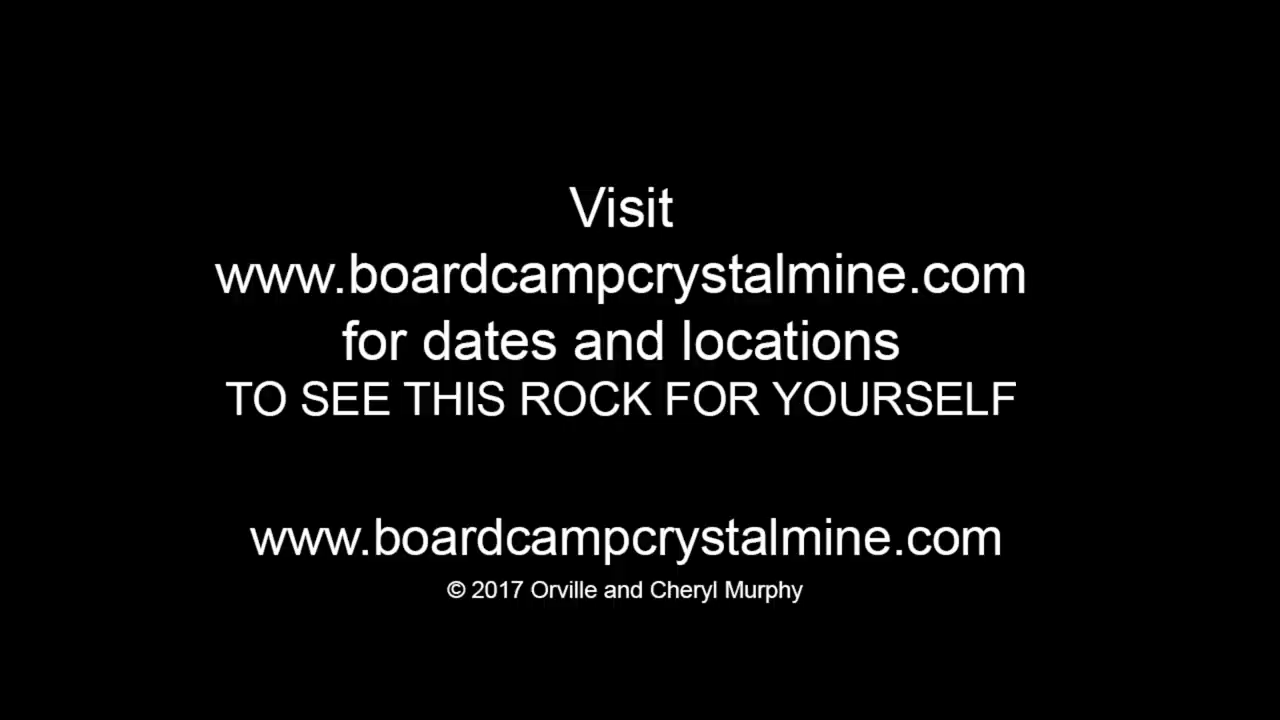 Visit
www.boardcampcrystalmine.com
for dates and locations
TO SEE THIS ROCK FOR YOURSELF
www.boardcampcrystalmine.com
© 2017 Orville and Cheryl Murphy